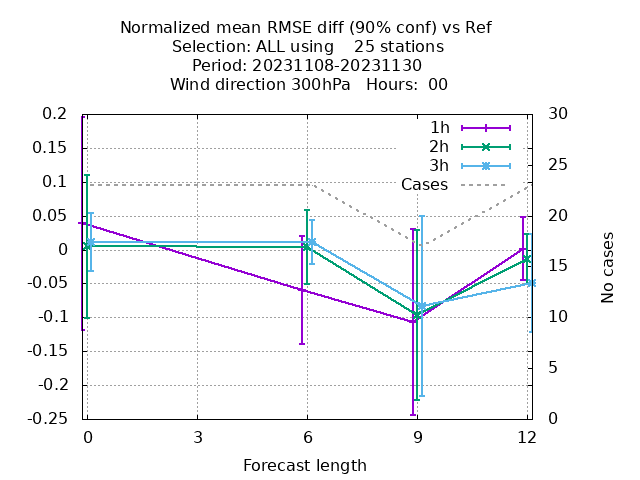 Normalized mean RMSE diff (90% conf) vs Ref
Selection: ALL using    25 stations
Period: 20231108-20231130
Wind direction 300hPa   Hours:  00
0.2
0.15
0.1
0.05
0
-0.05
-0.1
-0.15
-0.2
-0.25
30
25
20
15
10
5
0
1h
2h
3h
Cases
No cases
0 3 6 9 12
Forecast length